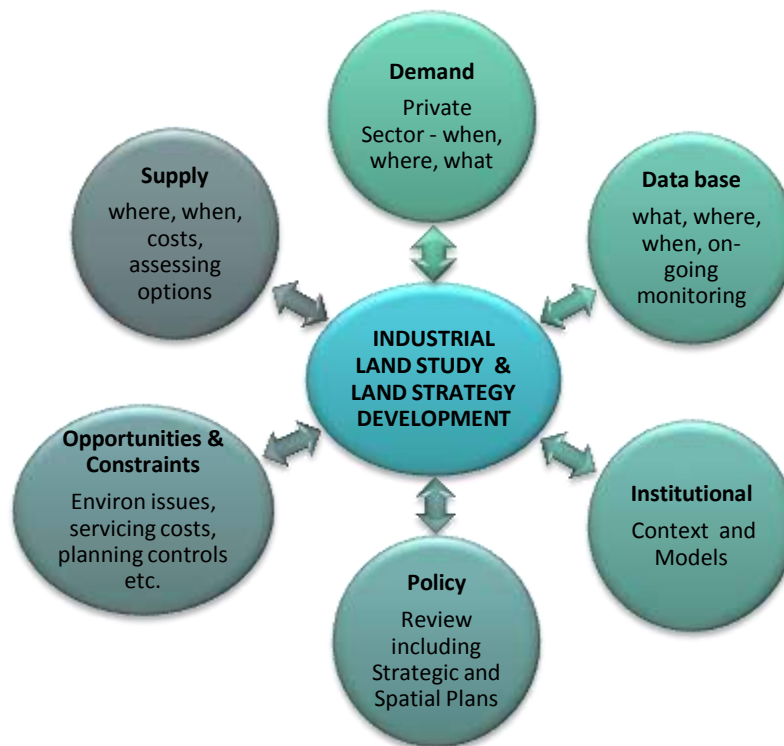 Demand
Private
Sector - when,
where, what
Data base
what, where,
when, on-
going
monitoring
Institutional
Context and
Models
Policy
Review
including
Strategic and
Spatial Plans
Opportunities &
Constraints
Environ issues,
servicing costs,
planning controls
etc.
Supply
where, when,
costs,
assessing
options
INDUSTRIAL
LAND STUDY &
LAND STRATEGY
DEVELOPMENT